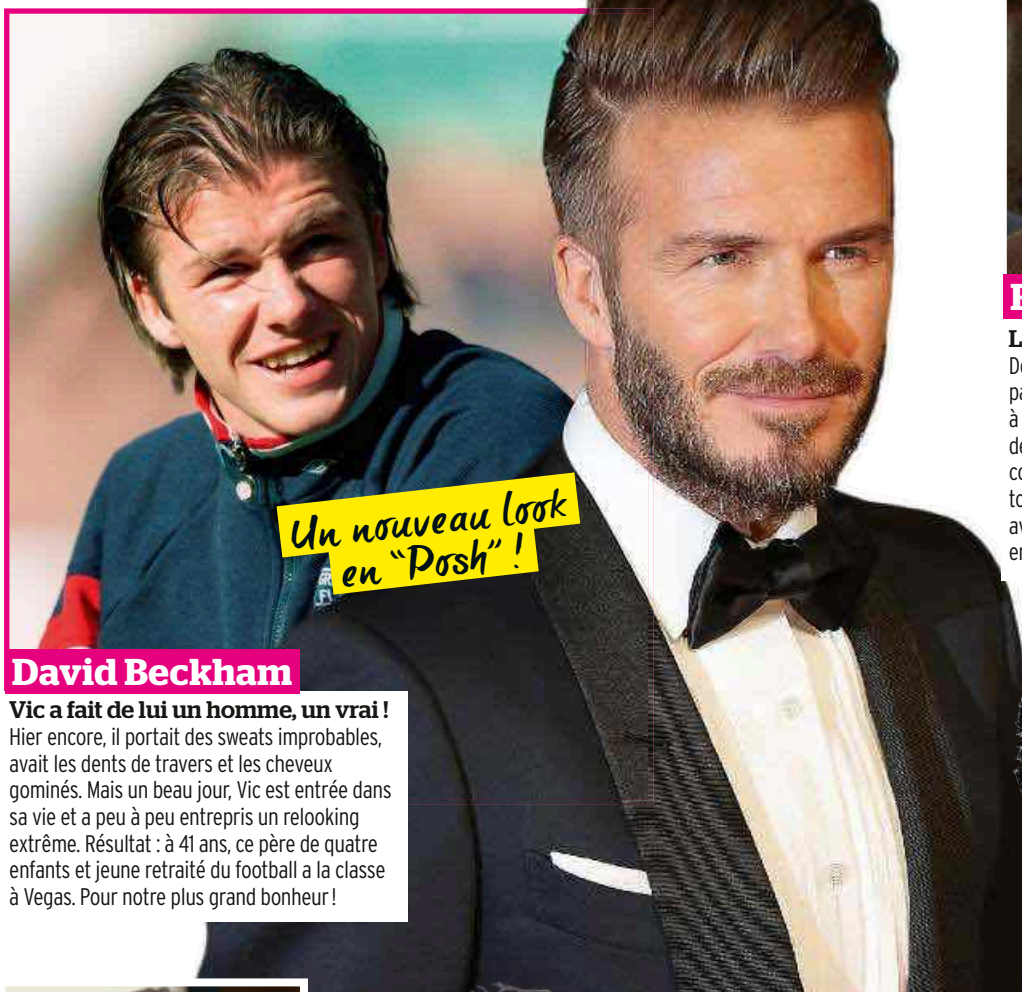 Un nouveau look
en “Posh” !
David Beckham
Vic a fait de lui un homme, un vrai !
Hier encore, il portait des sweats improbables,
avait les dents de travers et les cheveux
gominés. Mais un beau jour, Vic est entrée dans
sa vie et a peu à peu entrepris un relooking
extrême. Résultat : à 41 ans, ce père de quatre
enfants et jeune retraité du football a la classe
à Vegas. Pour notre plus grand bonheur !